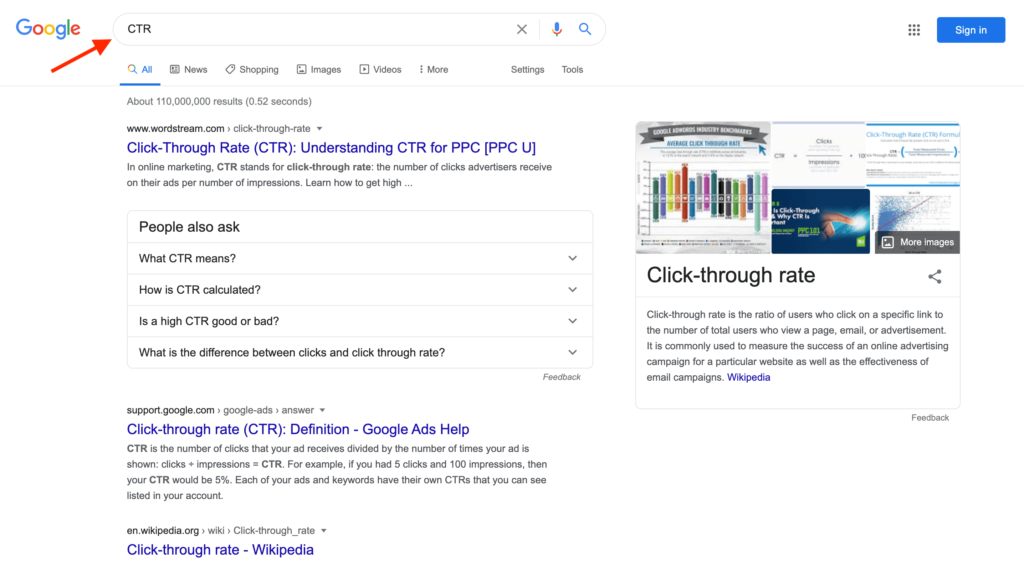 Google
CTR
Sign in
All
News
Shopping
Images
Videos
More
Settings
Tools
About 110,000,000 results (0.52 seconds)
www.wordstream.com › click-through-rate
Click-Through Rate (CTR): Understanding CTR for PPC [PPC U]
In online marketing, CTR stands for click-through rate: the number of clicks advertisers receive
on their ads per number of impressions. Learn how to get high ...
People also ask
What CTR means?
How is CTR calculated?
Is a high CTR good or bad?
What is the difference between clicks and click through rate?
Feedback
support.google.com › google-ads › answer
Click-through rate (CTR): Definition - Google Ads Help
CTR is the number of clicks that your ad receives divided by the number of times your ad is
shown: clicks ÷ impressions = CTR. For example, if you had 5 clicks and 100 impressions, then
your CTR would be 5%. Each of your ads and keywords have their own CTRs that you can see
listed in your account.
en.wikipedia.org › wiki › Click-through_rate
Click-through rate - Wikipedia
GOOGLE ADWORDS INDUSTRY BENCHMARKS
AVERAGE CLICK THROUGH RATE
Clicks
CTR =
Impressions
Click-Through Rate (CTR) Formul
Is Click-Through
& Why CTR Is
rtant
PPC101
More images
Click-through rate
Click-through rate is the ratio of users who click on a specific link to
the number of total users who view a page, email, or advertisement.
It is commonly used to measure the success of an online advertising
campaign for a particular website as well as the effectiveness of
email campaigns. Wikipedia
Feedback